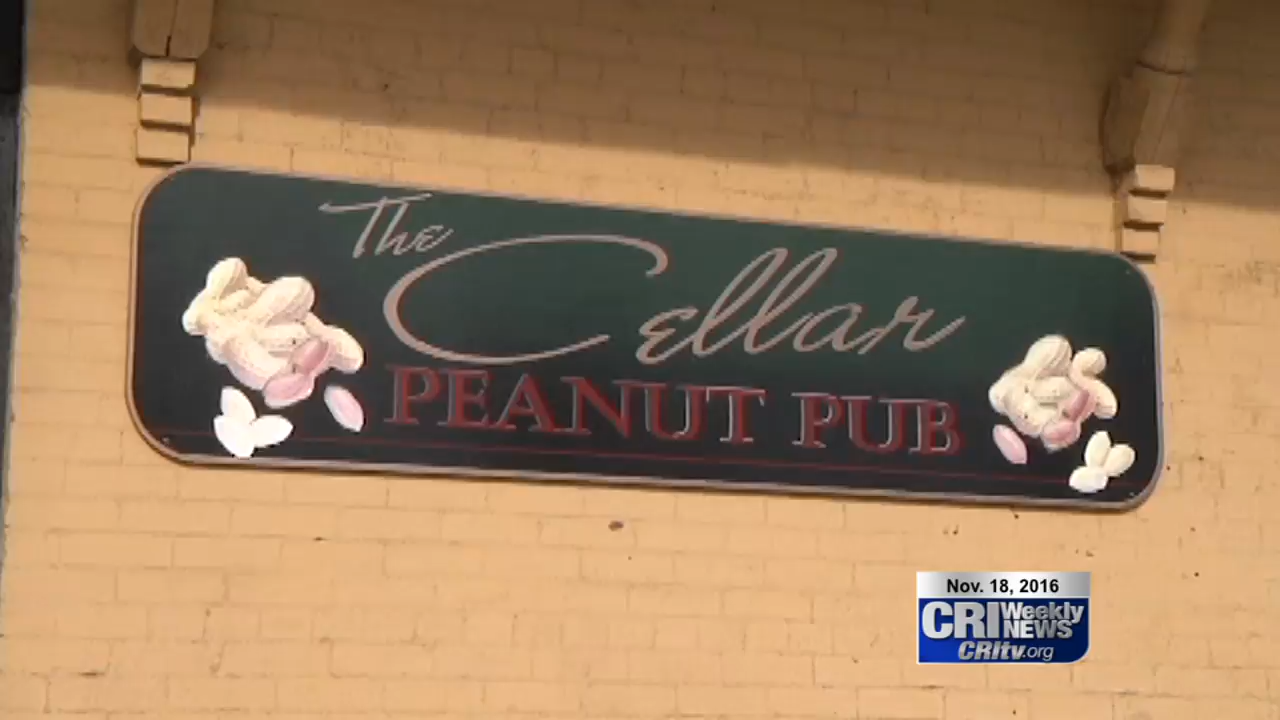 The
Cellar
PEANUT PUB
Nov. 18, 2016
CRI Weekly NEWS
CRItv.org